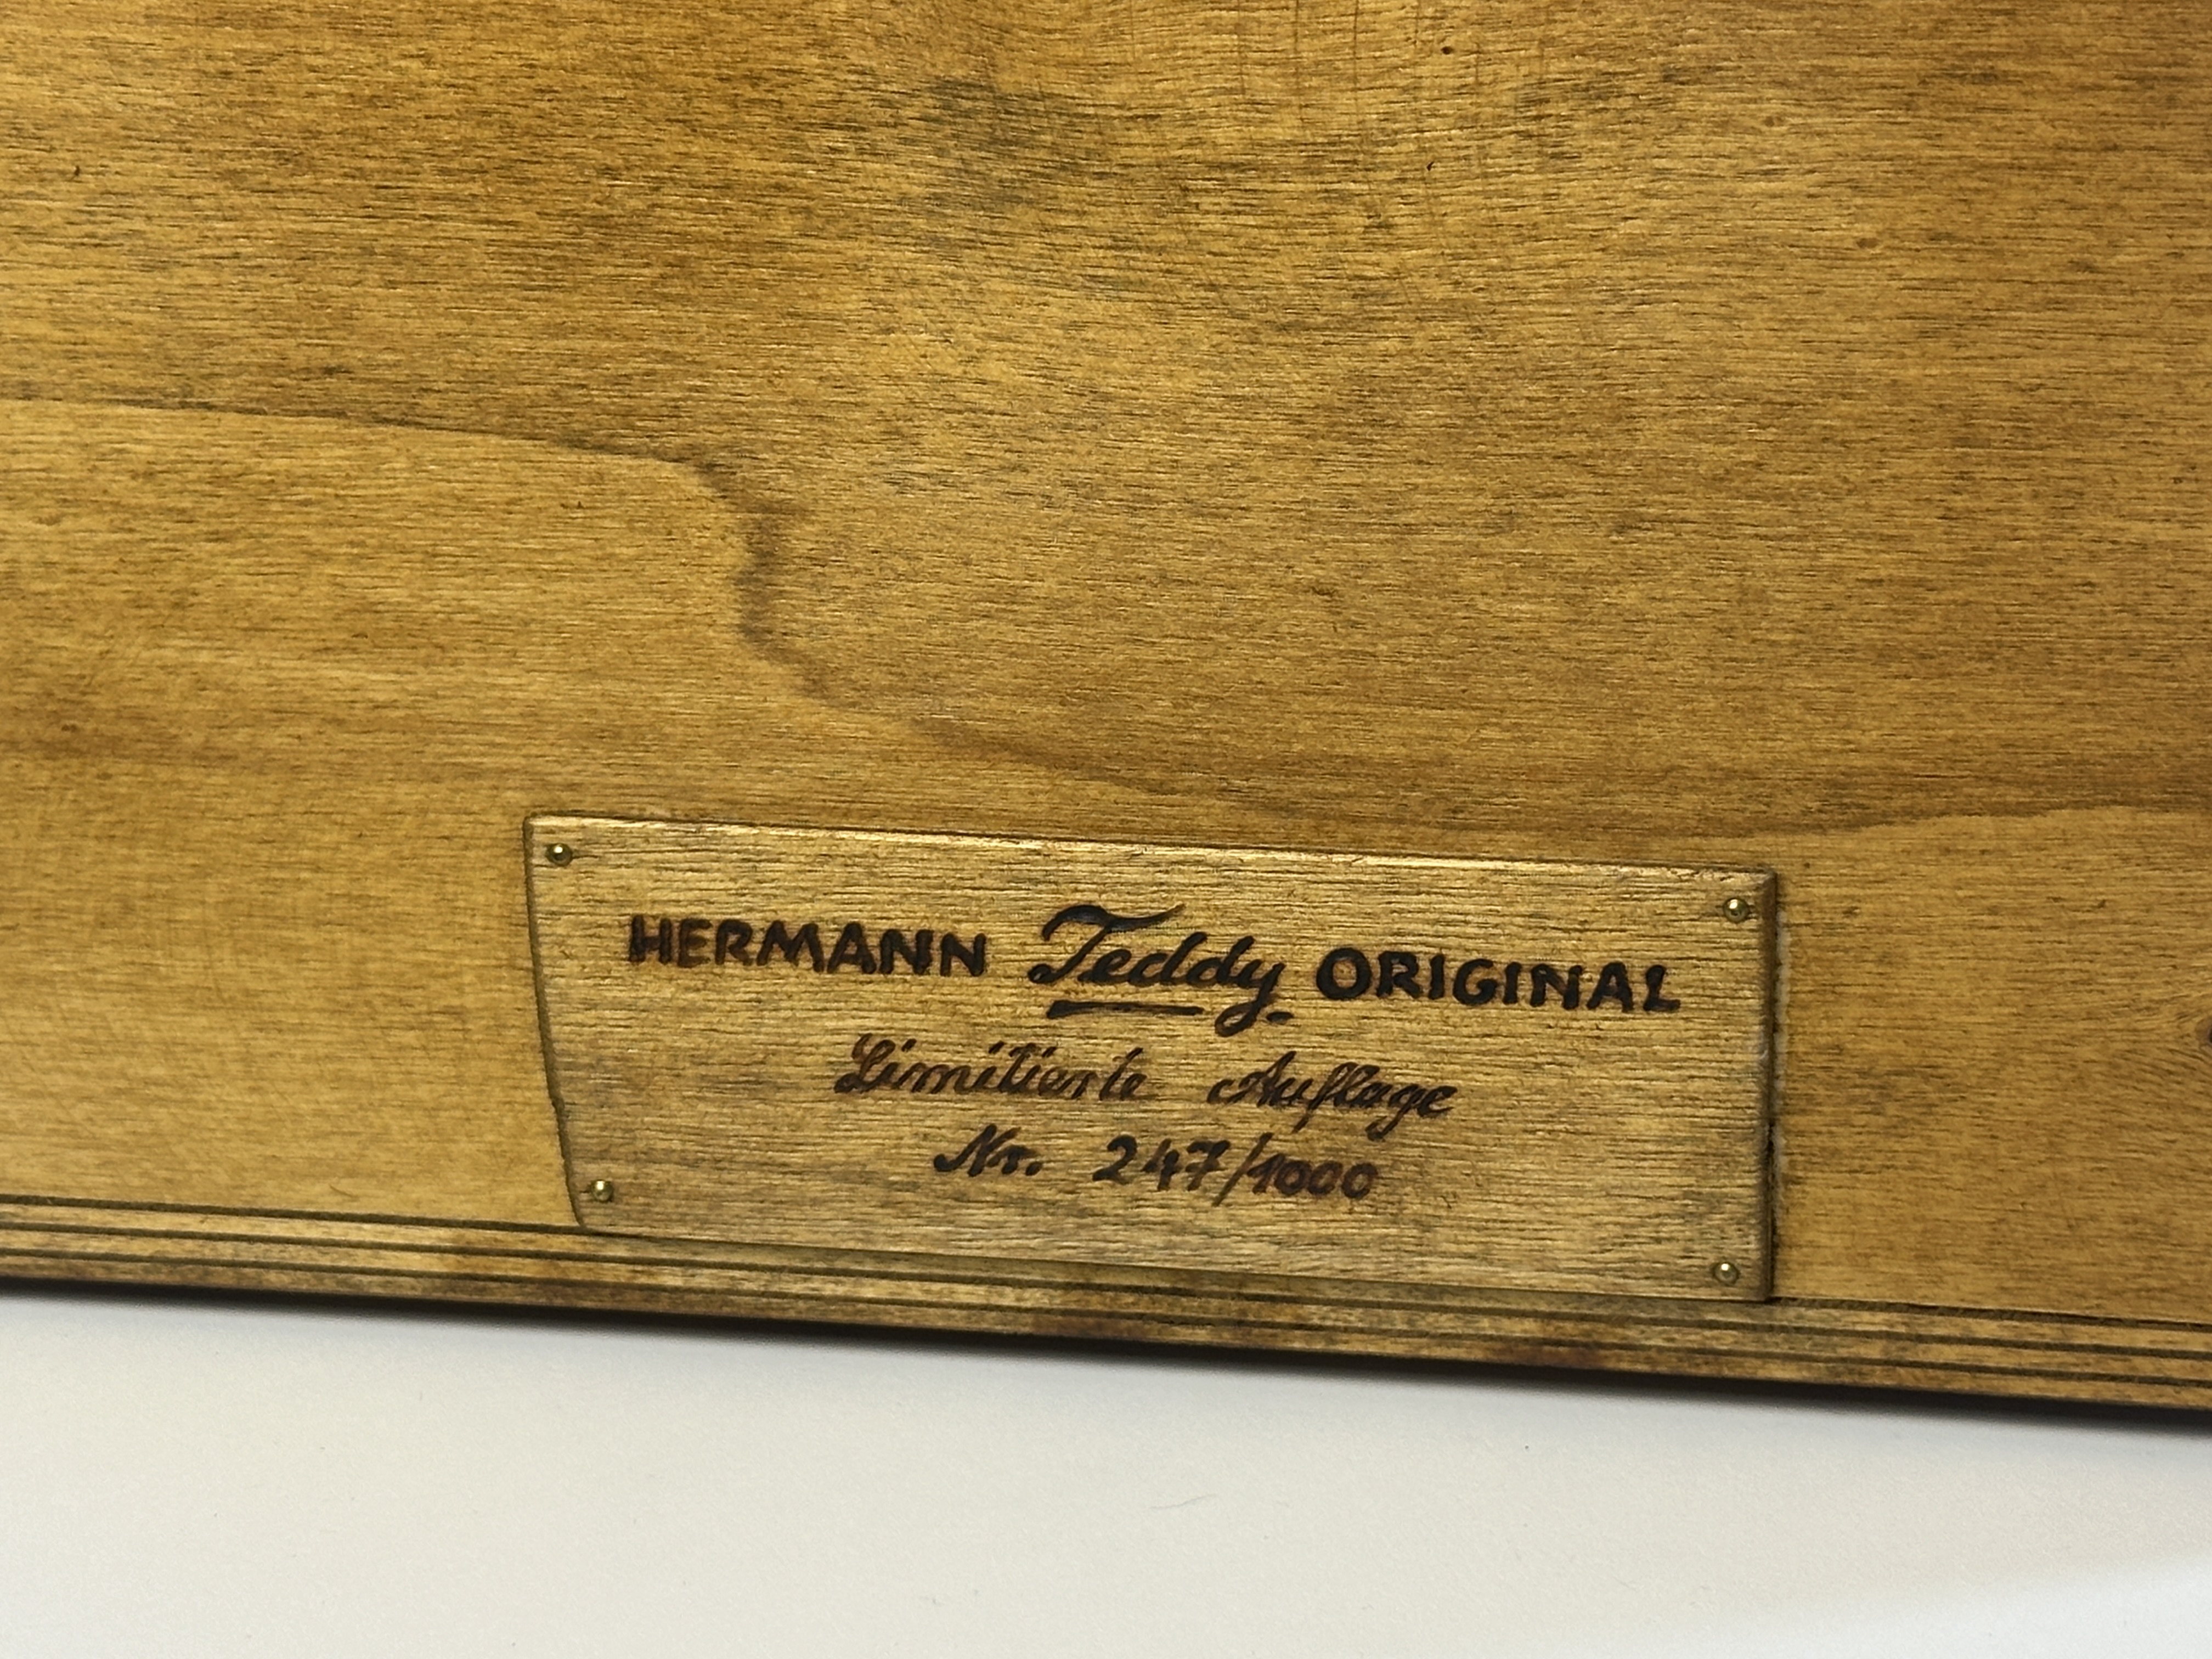 HERMANN Teddy ORIGINAL
Limitierte Auflage
Nr. 247/1000